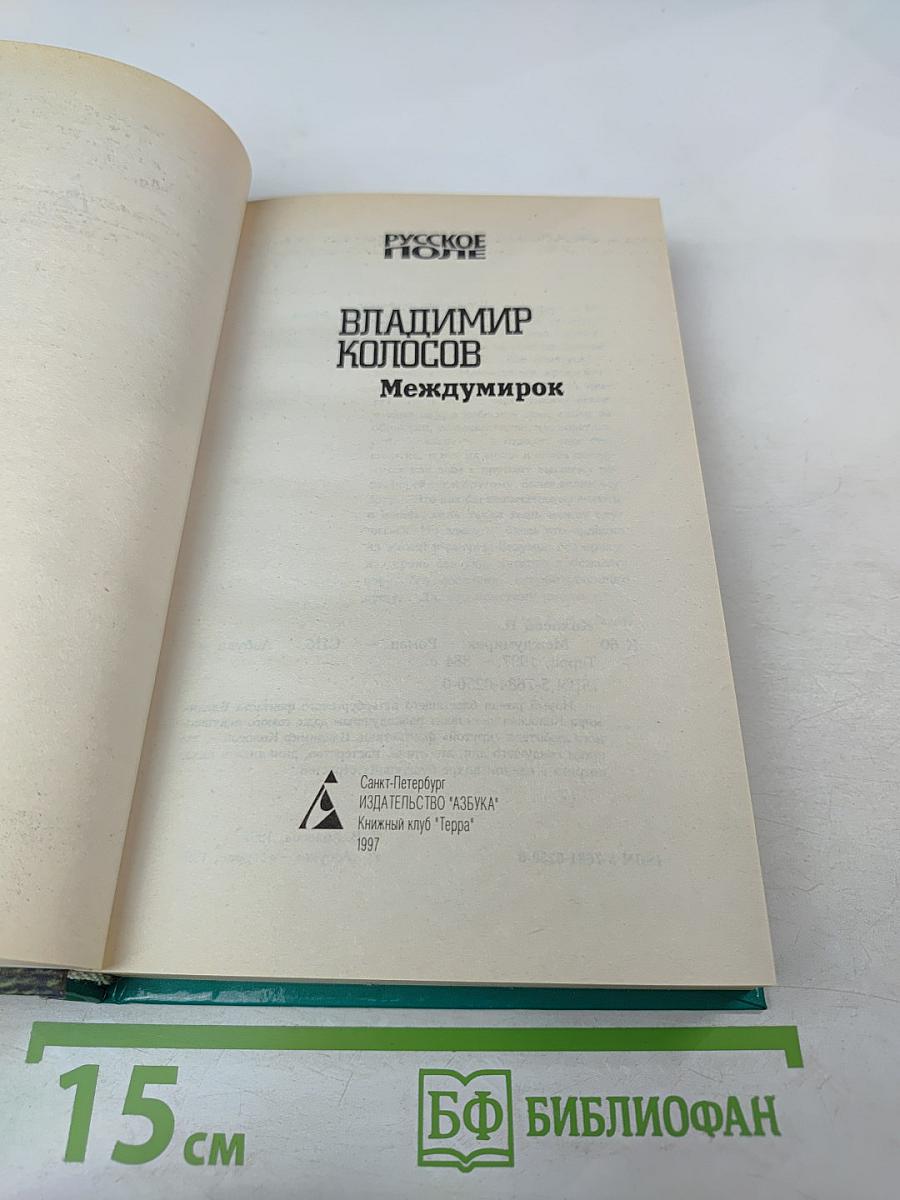 РУССКОЕ
ПОЛЕ
ВЛАДИМИР
КОЛОСОВ
Междумирок
Санкт-Петербург
ИЗДАТЕЛЬСТВО "АЗБУКА"
Книжный клуб "Терра"
1997
15 СМ
БФ БИБЛИОФАН